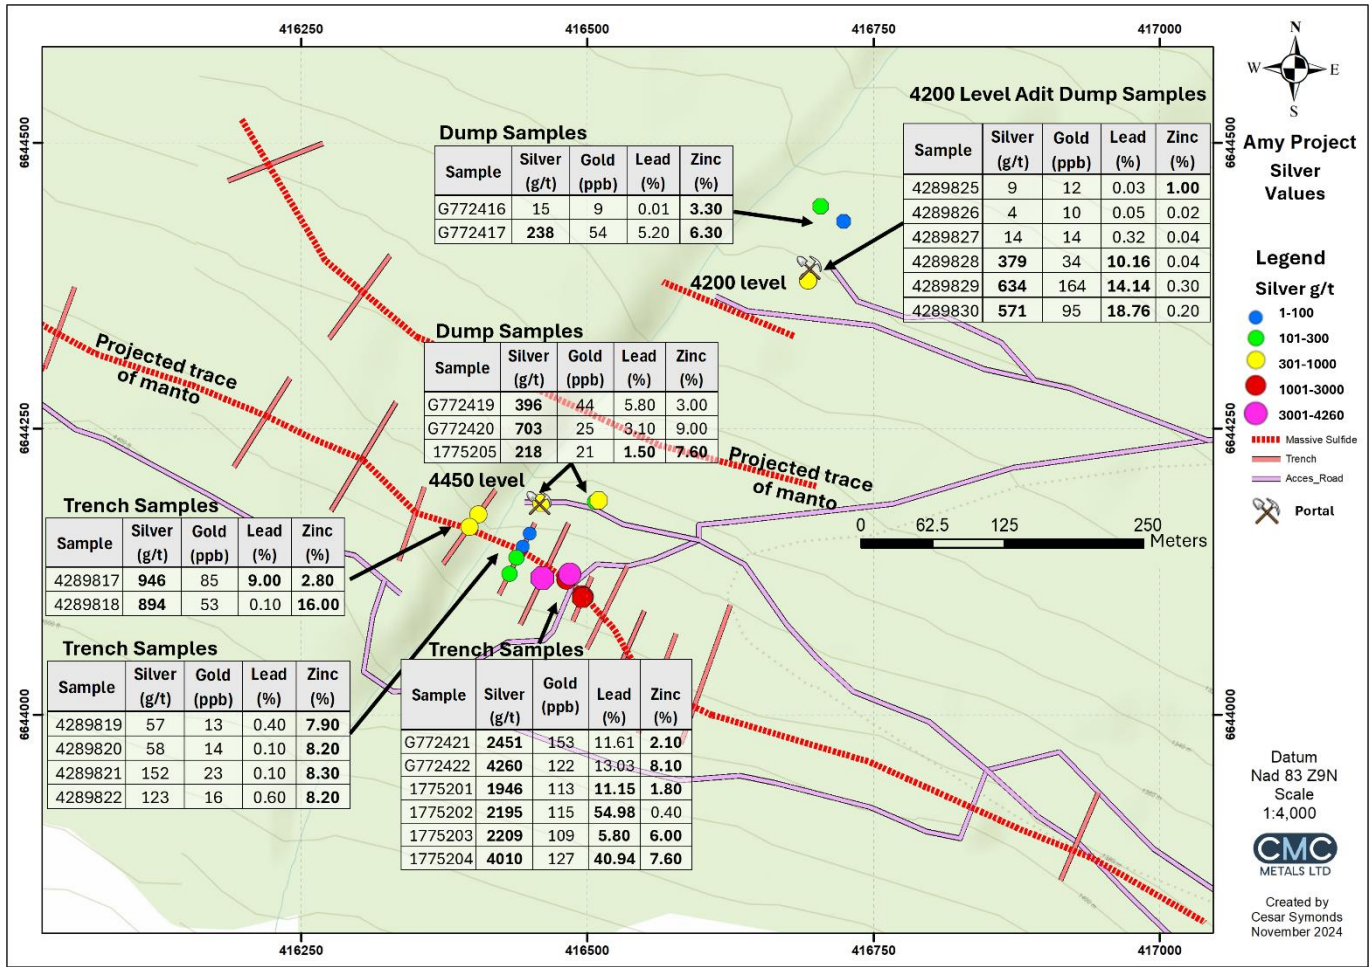 416250 416500 416750 417000
6644500
6644250
6644000
4200 Level Adit Dump Samples
Sample Silver (g/t) Gold (ppb) Lead (%) Zinc (%)
4289825 9 12 0.03 1.00
4289826 4 10 0.05 0.02
4289827 14 14 0.32 0.04
4289828 379 34 10.16 0.04
4289829 634 164 14.14 0.30
4289830 571 95 18.76 0.20
Dump Samples
Sample Silver (g/t) Gold (ppb) Lead (%) Zinc (%)
G772416 15 9 0.01 3.30
G772417 238 54 5.20 6.30
4200 level
Dump Samples
Sample Silver (g/t) Gold (ppb) Lead (%) Zinc (%)
G772419 396 44 5.80 3.00
G772420 703 25 3.10 9.00
1775205 218 21 1.50 7.60
Projected trace
of manto
Projected trace
of manto
4450 level
Trench Samples
Sample Silver (g/t) Gold (ppb) Lead (%) Zinc (%)
4289817 946 85 9.00 2.80
4289818 894 53 0.10 16.00
Trench Samples
Sample Silver (g/t) Gold (ppb) Lead (%) Zinc (%)
4289819 57 13 0.40 7.90
4289820 58 14 0.10 8.20
4289821 152 23 0.10 8.30
4289822 123 16 0.60 8.20
Trench Samples
Sample Silver (g/t) Gold (ppb) Lead (%) Zinc (%)
G772421 2451 153 11.61 2.10
G772422 4260 122 13.03 8.10
1775201 1946 113 11.15 1.80
1775202 2195 115 54.98 0.40
1775203 2209 109 5.80 6.00
1775204 4010 127 40.94 7.60
0 62.5 125 250
Meters
416250 416500 416750 417000
6644500
6644250
6644000
N
W E
S
Amy Project
Silver
Values
Legend
Silver g/t
1-100
101-300
301-1000
1001-3000
3001-4260
Massive Sulfide
Trench
Acces_Road
Portal
Datum
Nad 83 Z9N
Scale
1:4,000
CMC
METALS LTD
Created by
Cesar Symonds
November 2024